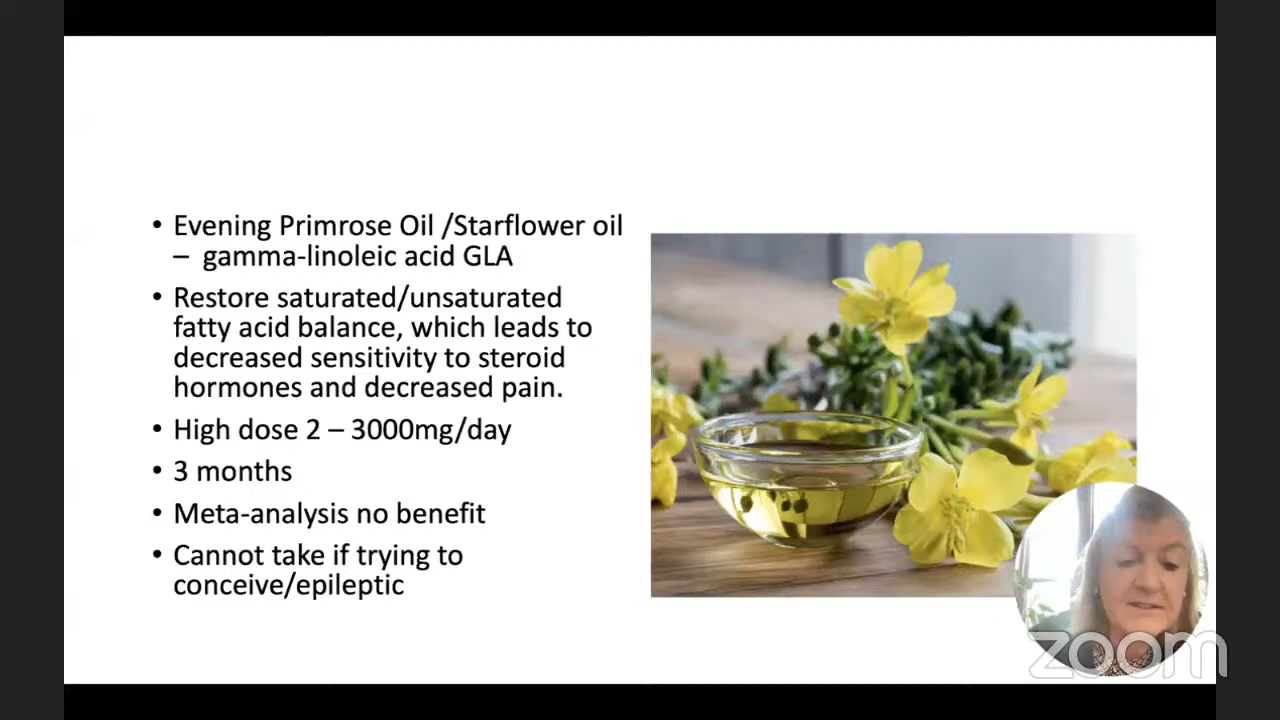 • Evening Primrose Oil /Starflower oil
– gamma-linoleic acid GLA
• Restore saturated/unsaturated
fatty acid balance, which leads to
decreased sensitivity to steroid
hormones and decreased pain.
• High dose 2 – 3000mg/day
• 3 months
• Meta-analysis no benefit
• Cannot take if trying to
conceive/epileptic
zoom